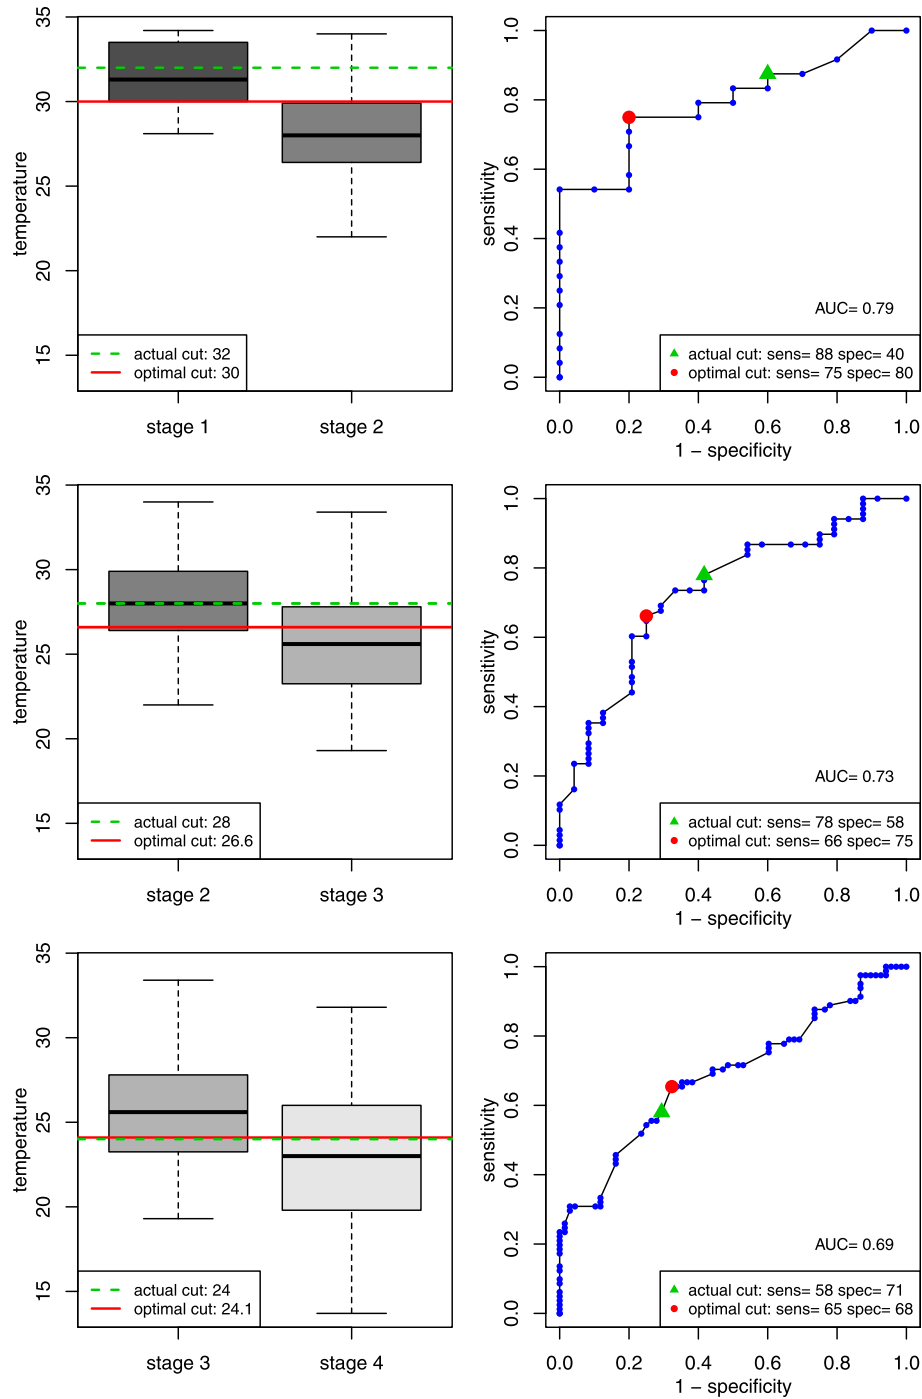 temperature
35
30
25
20
15
actual cut: 32
optimal cut: 30
stage 1 stage 2
sensitivity
1.0
0.8
0.6
0.4
0.2
0.0
AUC= 0.79
actual cut: sens= 88 spec= 40
optimal cut: sens= 75 spec= 80
0.0 0.2 0.4 0.6 0.8 1.0
1 − specificity
temperature
35
30
25
20
15
actual cut: 28
optimal cut: 26.6
stage 2 stage 3
sensitivity
1.0
0.8
0.6
0.4
0.2
0.0
AUC= 0.73
actual cut: sens= 78 spec= 58
optimal cut: sens= 66 spec= 75
0.0 0.2 0.4 0.6 0.8 1.0
1 − specificity
temperature
35
30
25
20
15
actual cut: 24
optimal cut: 24.1
stage 3 stage 4
sensitivity
1.0
0.8
0.6
0.4
0.2
0.0
AUC= 0.69
actual cut: sens= 58 spec= 71
optimal cut: sens= 65 spec= 68
0.0 0.2 0.4 0.6 0.8 1.0
1 − specificity